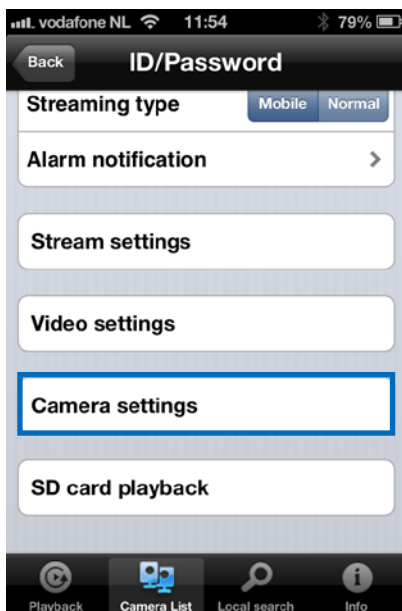 vodafone NL 11:54 79%
Back ID/Password
Streaming type Mobile Normal
Alarm notification
Stream settings
Video settings
Camera settings
SD card playback
Playback Camera List Local search Info